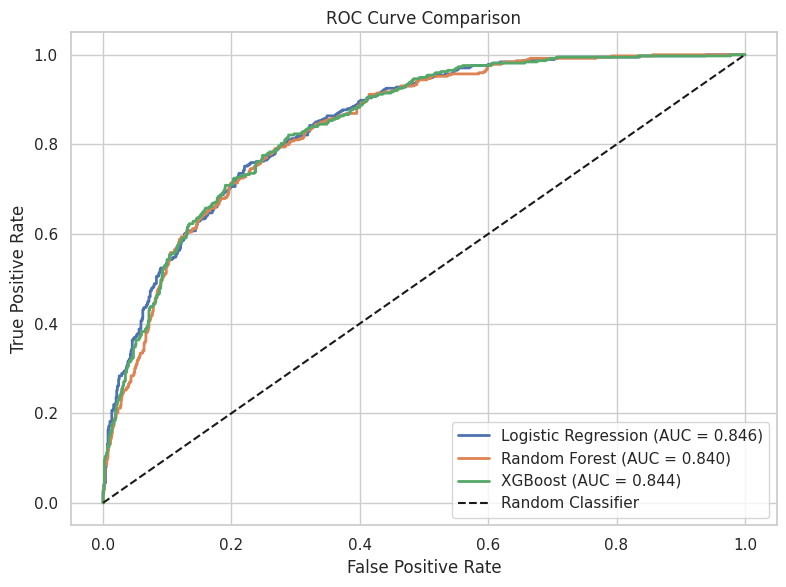 ROC Curve Comparison
True Positive Rate
1.0
0.8
0.6
0.4
0.2
0.0
Logistic Regression (AUC = 0.846)
Random Forest (AUC = 0.840)
XGBoost (AUC = 0.844)
Random Classifier
0.0 0.2 0.4 0.6 0.8 1.0
False Positive Rate